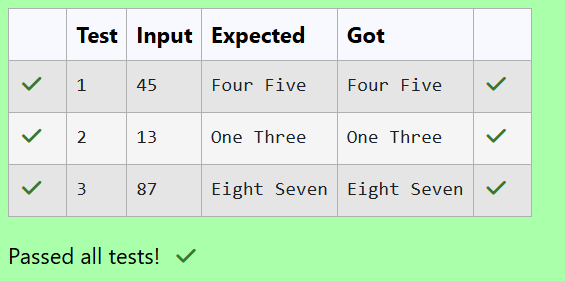 Test Input Expected Got
1 45 Four Five Four Five
2 13 One Three One Three
3 87 Eight Seven Eight Seven
Passed all tests!